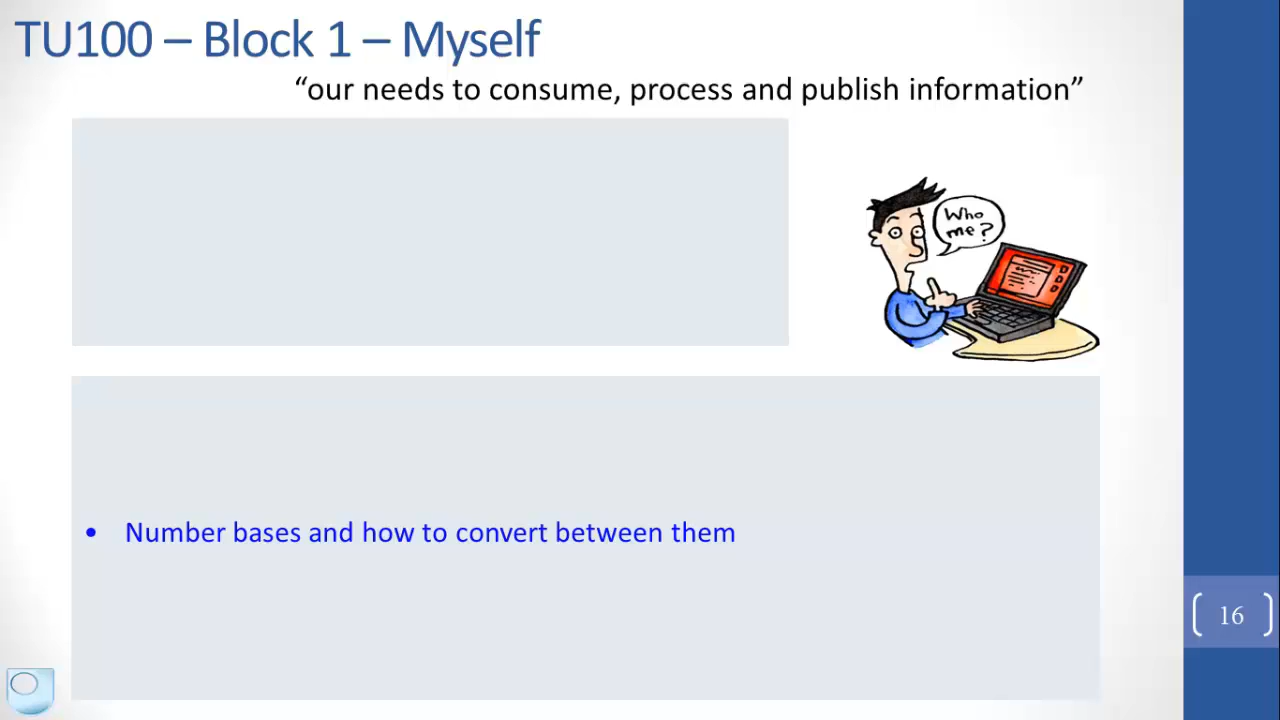 TU100 – Block 1 – Myself
“our needs to consume, process and publish information”
Who
me?
• Number bases and how to convert between them
16